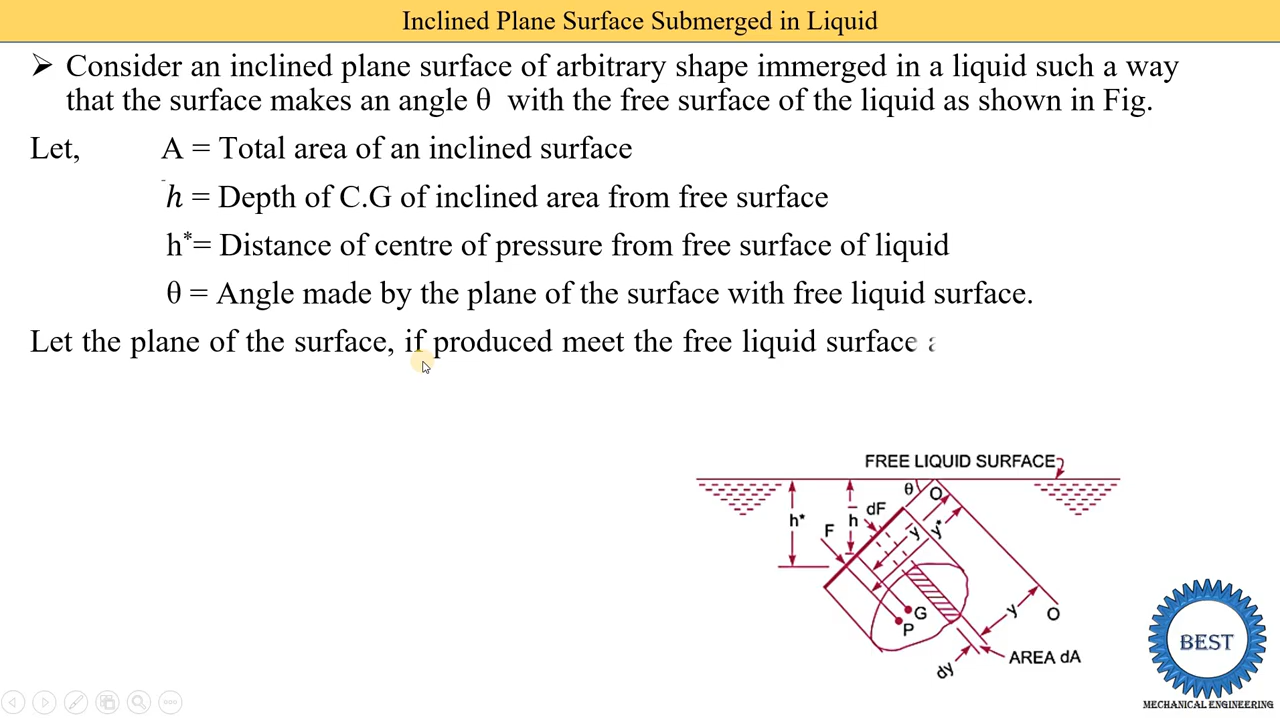 Inclined Plane Surface Submerged in Liquid
➢ Consider an inclined plane surface of arbitrary shape immerged in a liquid such a way
that the surface makes an angle θ with the free surface of the liquid as shown in Fig.
Let, A = Total area of an inclined surface
h̄ = Depth of C.G of inclined area from free surface
h*= Distance of centre of pressure from free surface of liquid
θ = Angle made by the plane of the surface with free liquid surface.
Let the plane of the surface, if produced meet the free liquid surface
FREE LIQUID SURFACE
θ O
h* F h̄ dF y y*
G
P
y O
dy AREA dA
BEST
MECHANICAL ENGINEERING